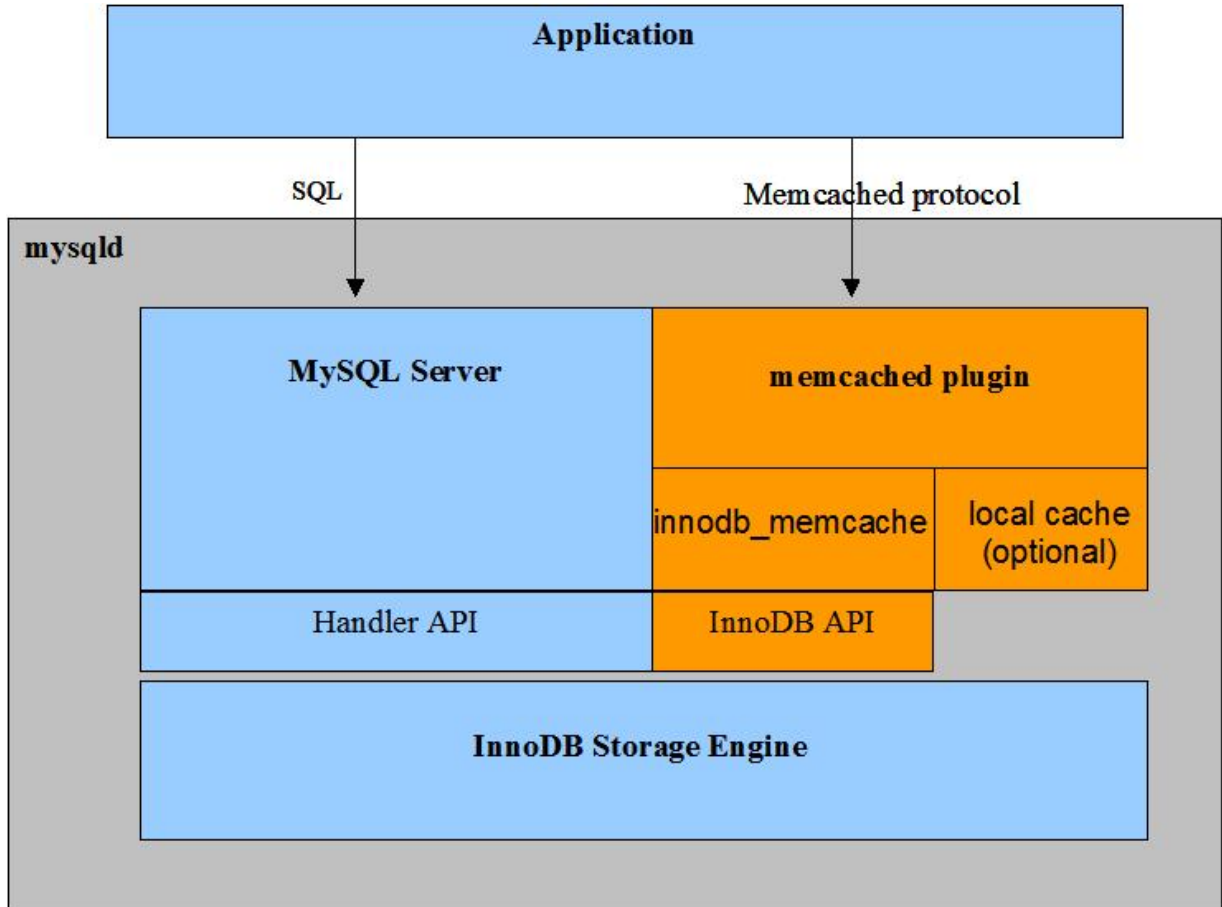 Application
SQL
Memcached protocol
mysqld
MySQL Server
memcached plugin
innodb_memcache
local cache
(optional)
Handler API
InnoDB API
InnoDB Storage Engine